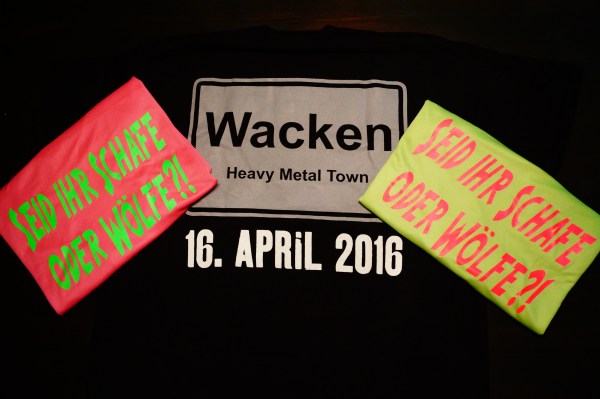 Wacken
Heavy Metal Town
16. APRiL 2016
SEID IHR SCHAFE
ODER WÖLFE?!
SEID IHR SCHAFE
ODER WÖLFE?!